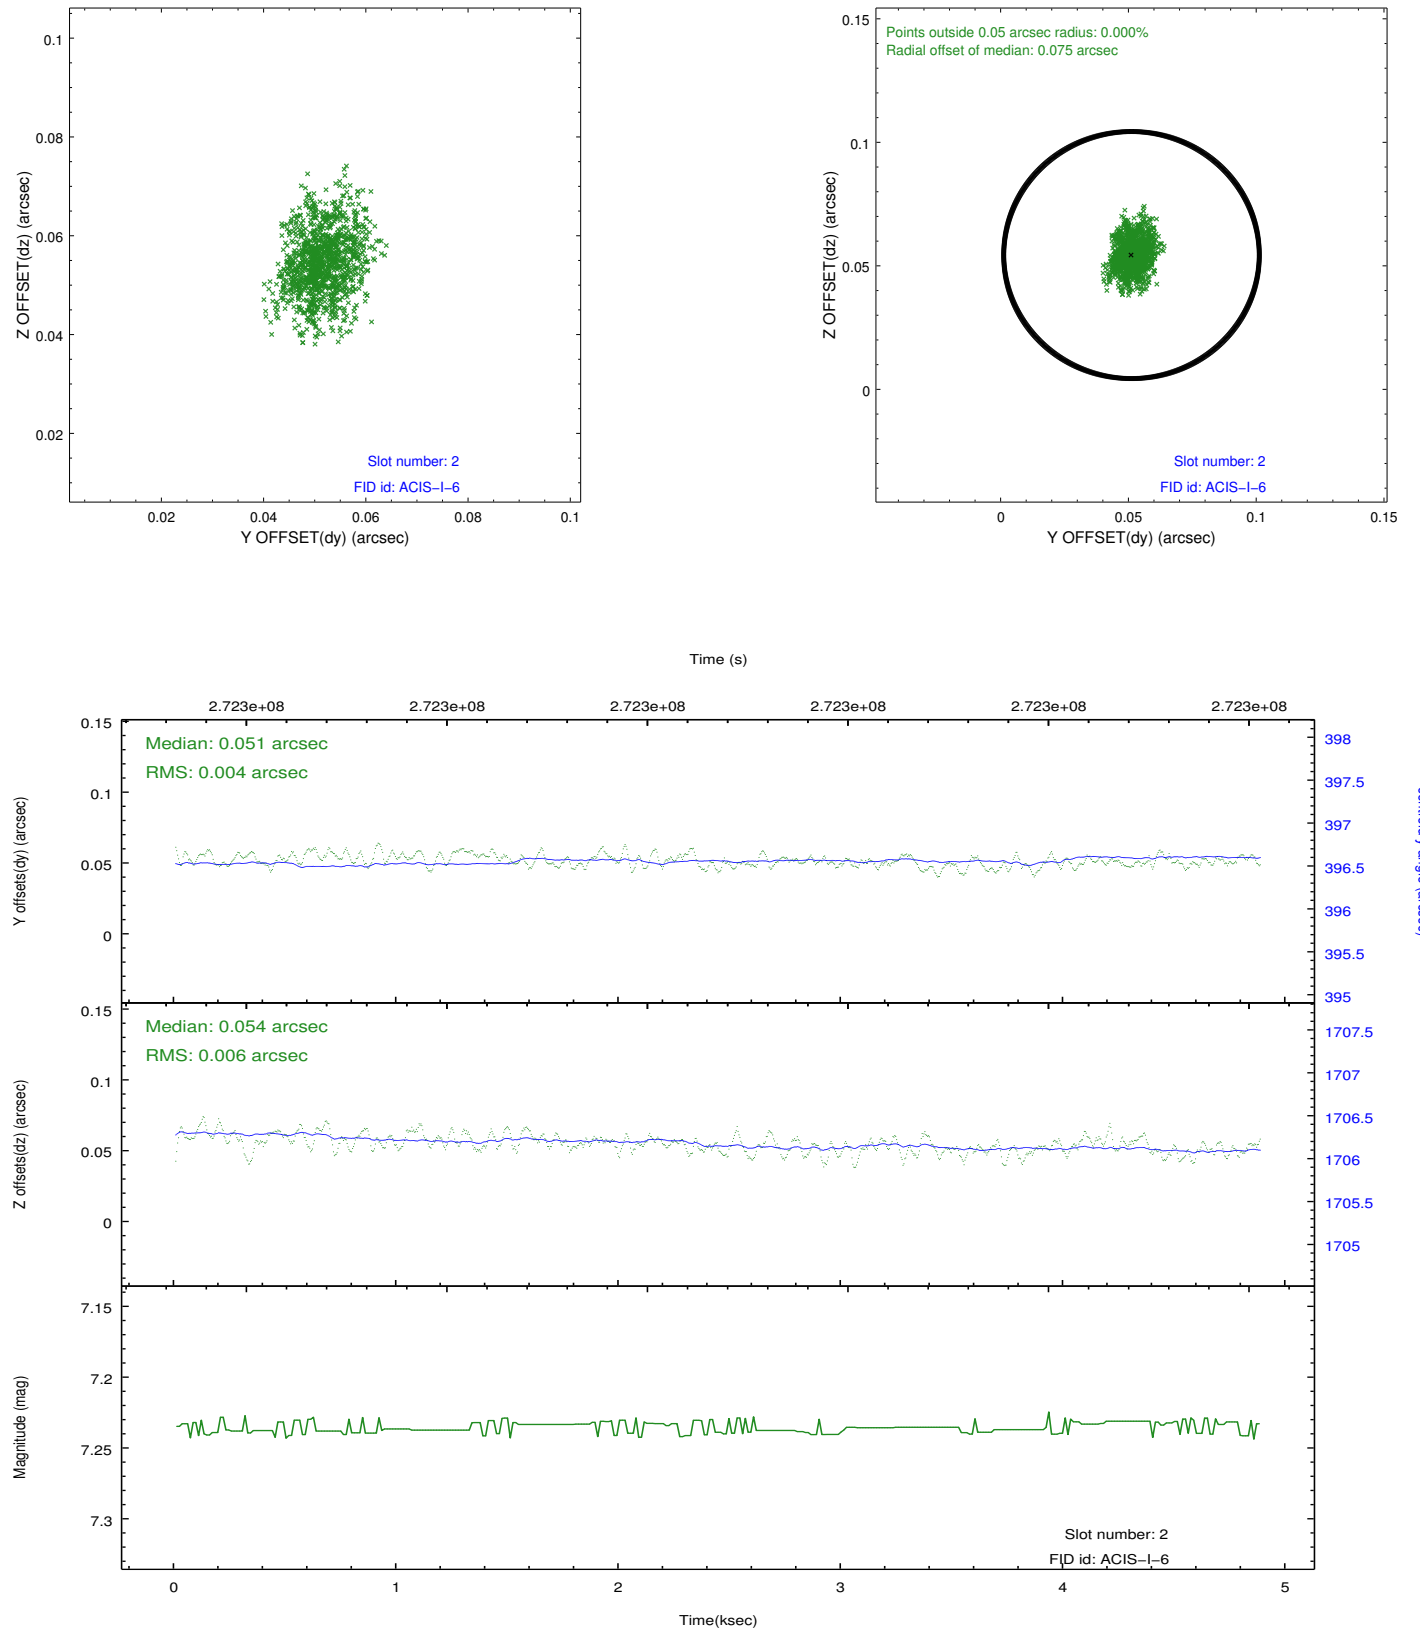 0.1
0.08
0.06
0.04
0.02
Z OFFSET(dz) (arcsec)
Slot number: 2
FID id: ACIS-I-6
0.02 0.04 0.06 0.08 0.1
Y OFFSET(dy) (arcsec)
0.15
0.1
0.05
0
Z OFFSET(dz) (arcsec)
Points outside 0.05 arcsec radius: 0.000%
Radial offset of median: 0.075 arcsec
Slot number: 2
FID id: ACIS-I-6
0 0.05 0.1 0.15
Y OFFSET(dy) (arcsec)
Time (s)
2.723e+08 2.723e+08 2.723e+08 2.723e+08 2.723e+08 2.723e+08
0.15
0.1
0.05
0
Y offsets(dy) (arcsec)
Median: 0.051 arcsec
RMS: 0.004 arcsec
398
397.5
397
396.5
396
395.5
395
0.15
0.1
0.05
0
Z offsets(dz) (arcsec)
Median: 0.054 arcsec
RMS: 0.006 arcsec
1707.5
1707
1706.5
1706
1705.5
1705
7.15
7.2
7.25
7.3
Magnitude (mag)
Slot number: 2
FID id: ACIS-I-6
0 1 2 3 4 5
Time(ksec)